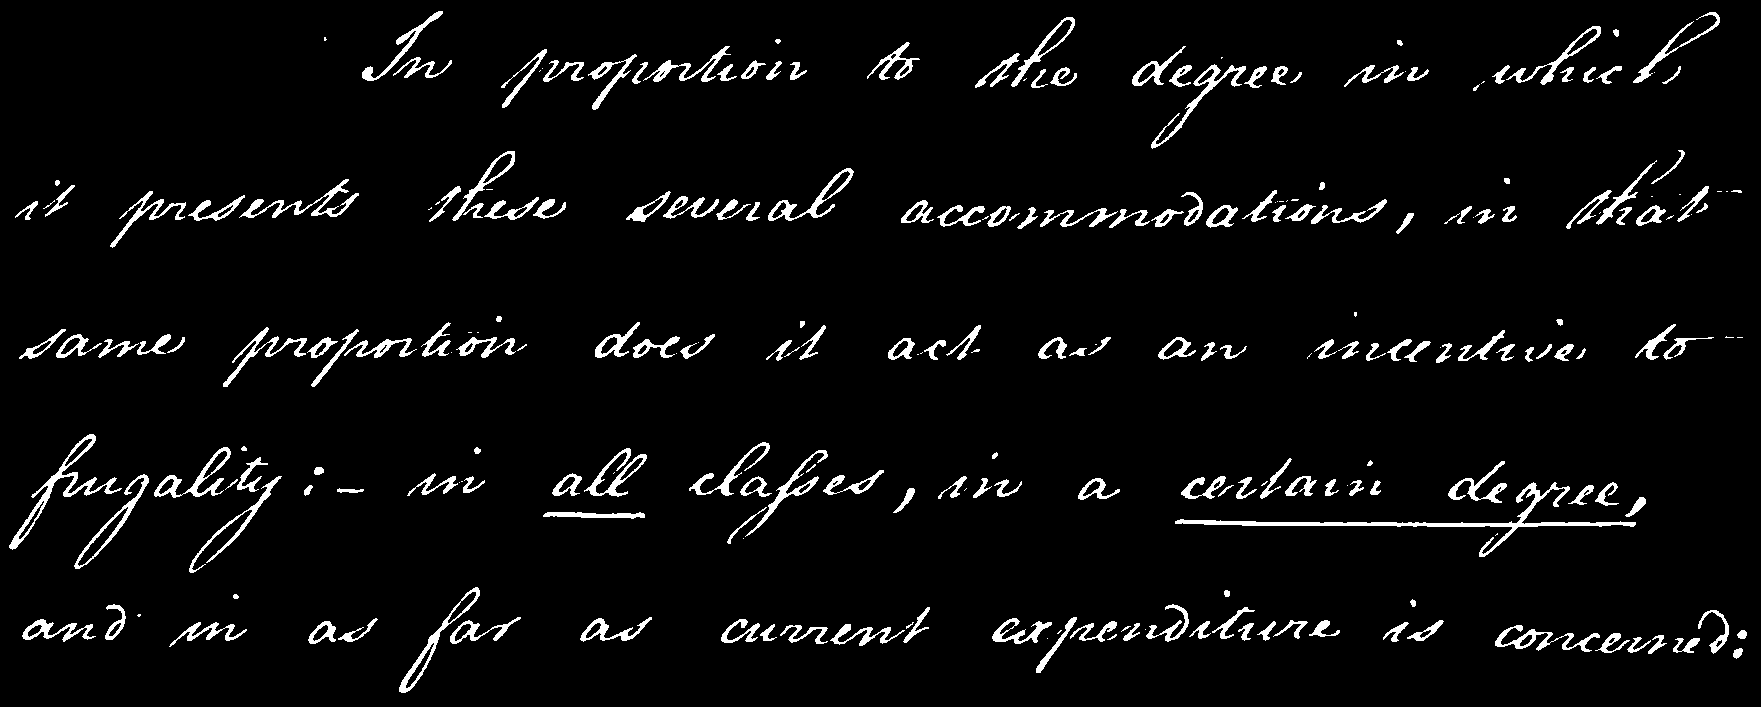 In proportion to the degree in which
it presents these several accommodations, in that
same proportion does it act as an incentive to
frugality :- in all claſses, in a certain degree,
and in as far as current expenditure is concerned: